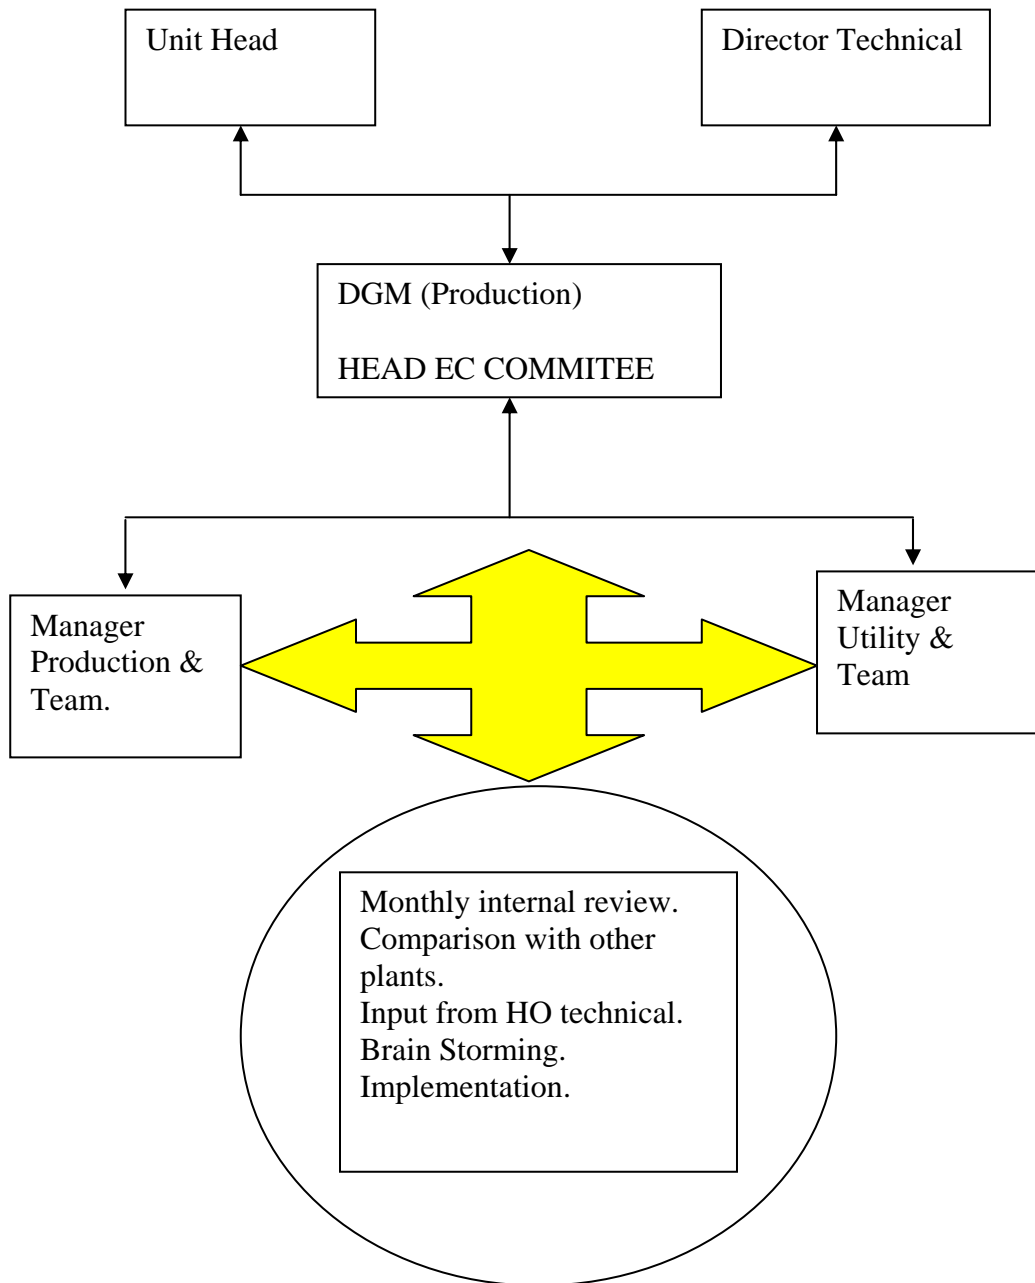 Unit Head
Director Technical
DGM (Production)
HEAD EC COMMITEE
Manager
Production &
Team.
Manager
Utility &
Team
Monthly internal review.
Comparison with other
plants.
Input from HO technical.
Brain Storming.
Implementation.